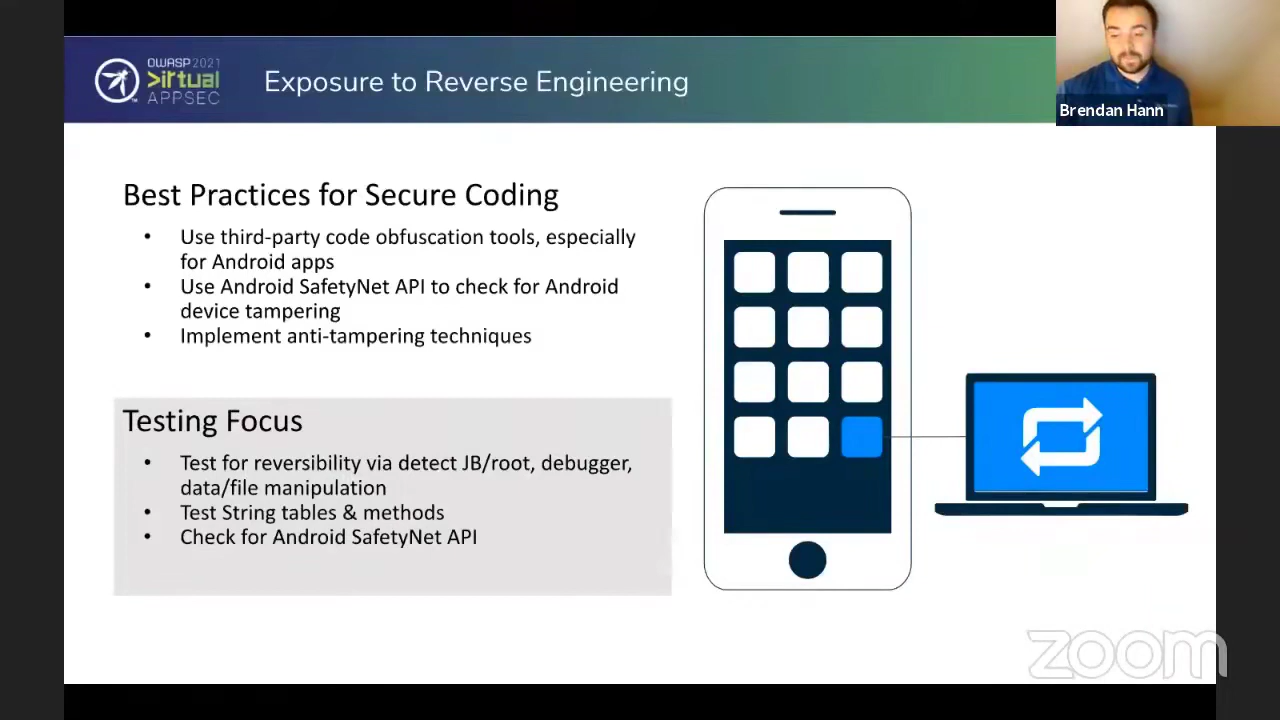 OWASP 2021
>irtual
APPSEC
Exposure to Reverse Engineering
Brendan Hann
Best Practices for Secure Coding
• Use third-party code obfuscation tools, especially
for Android apps
• Use Android SafetyNet API to check for Android
device tampering
• Implement anti-tampering techniques
Testing Focus
• Test for reversibility via detect JB/root, debugger,
data/file manipulation
• Test String tables & methods
• Check for Android SafetyNet API
zoom